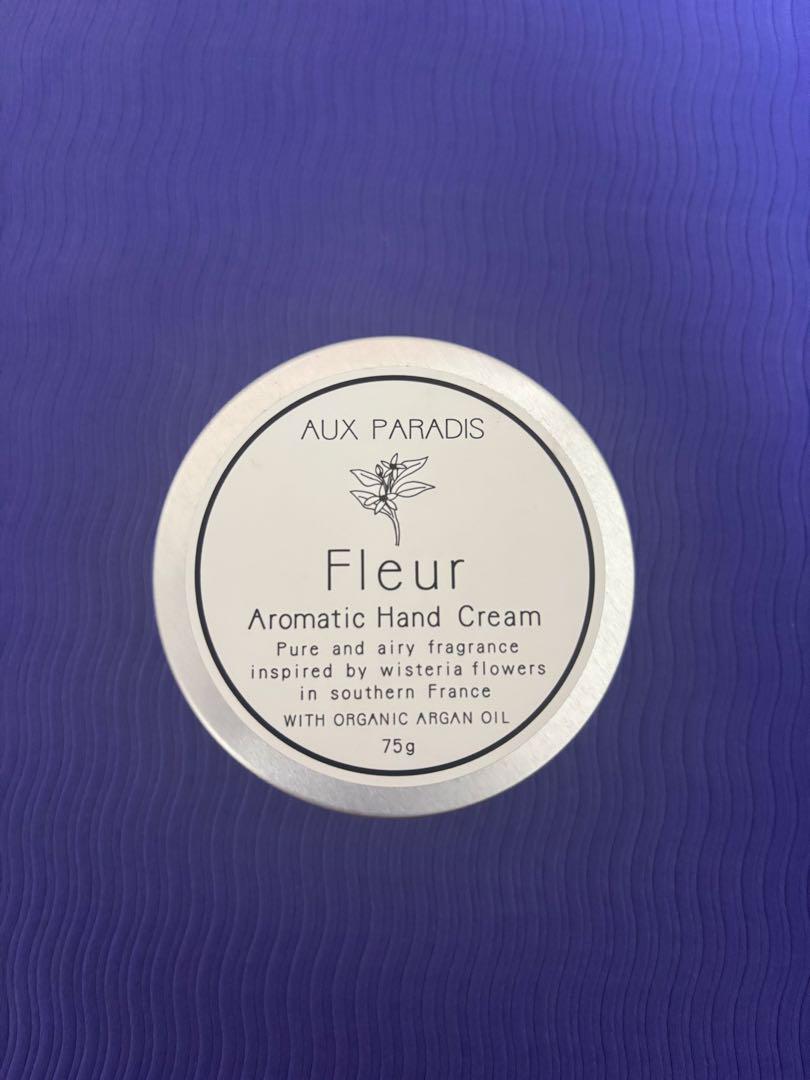 AUX PARADIS
Fleur
Aromatic Hand Cream
Pure and airy fragrance
inspired by wisteria flowers
in southern France
WITH ORGANIC ARGAN OIL
75g